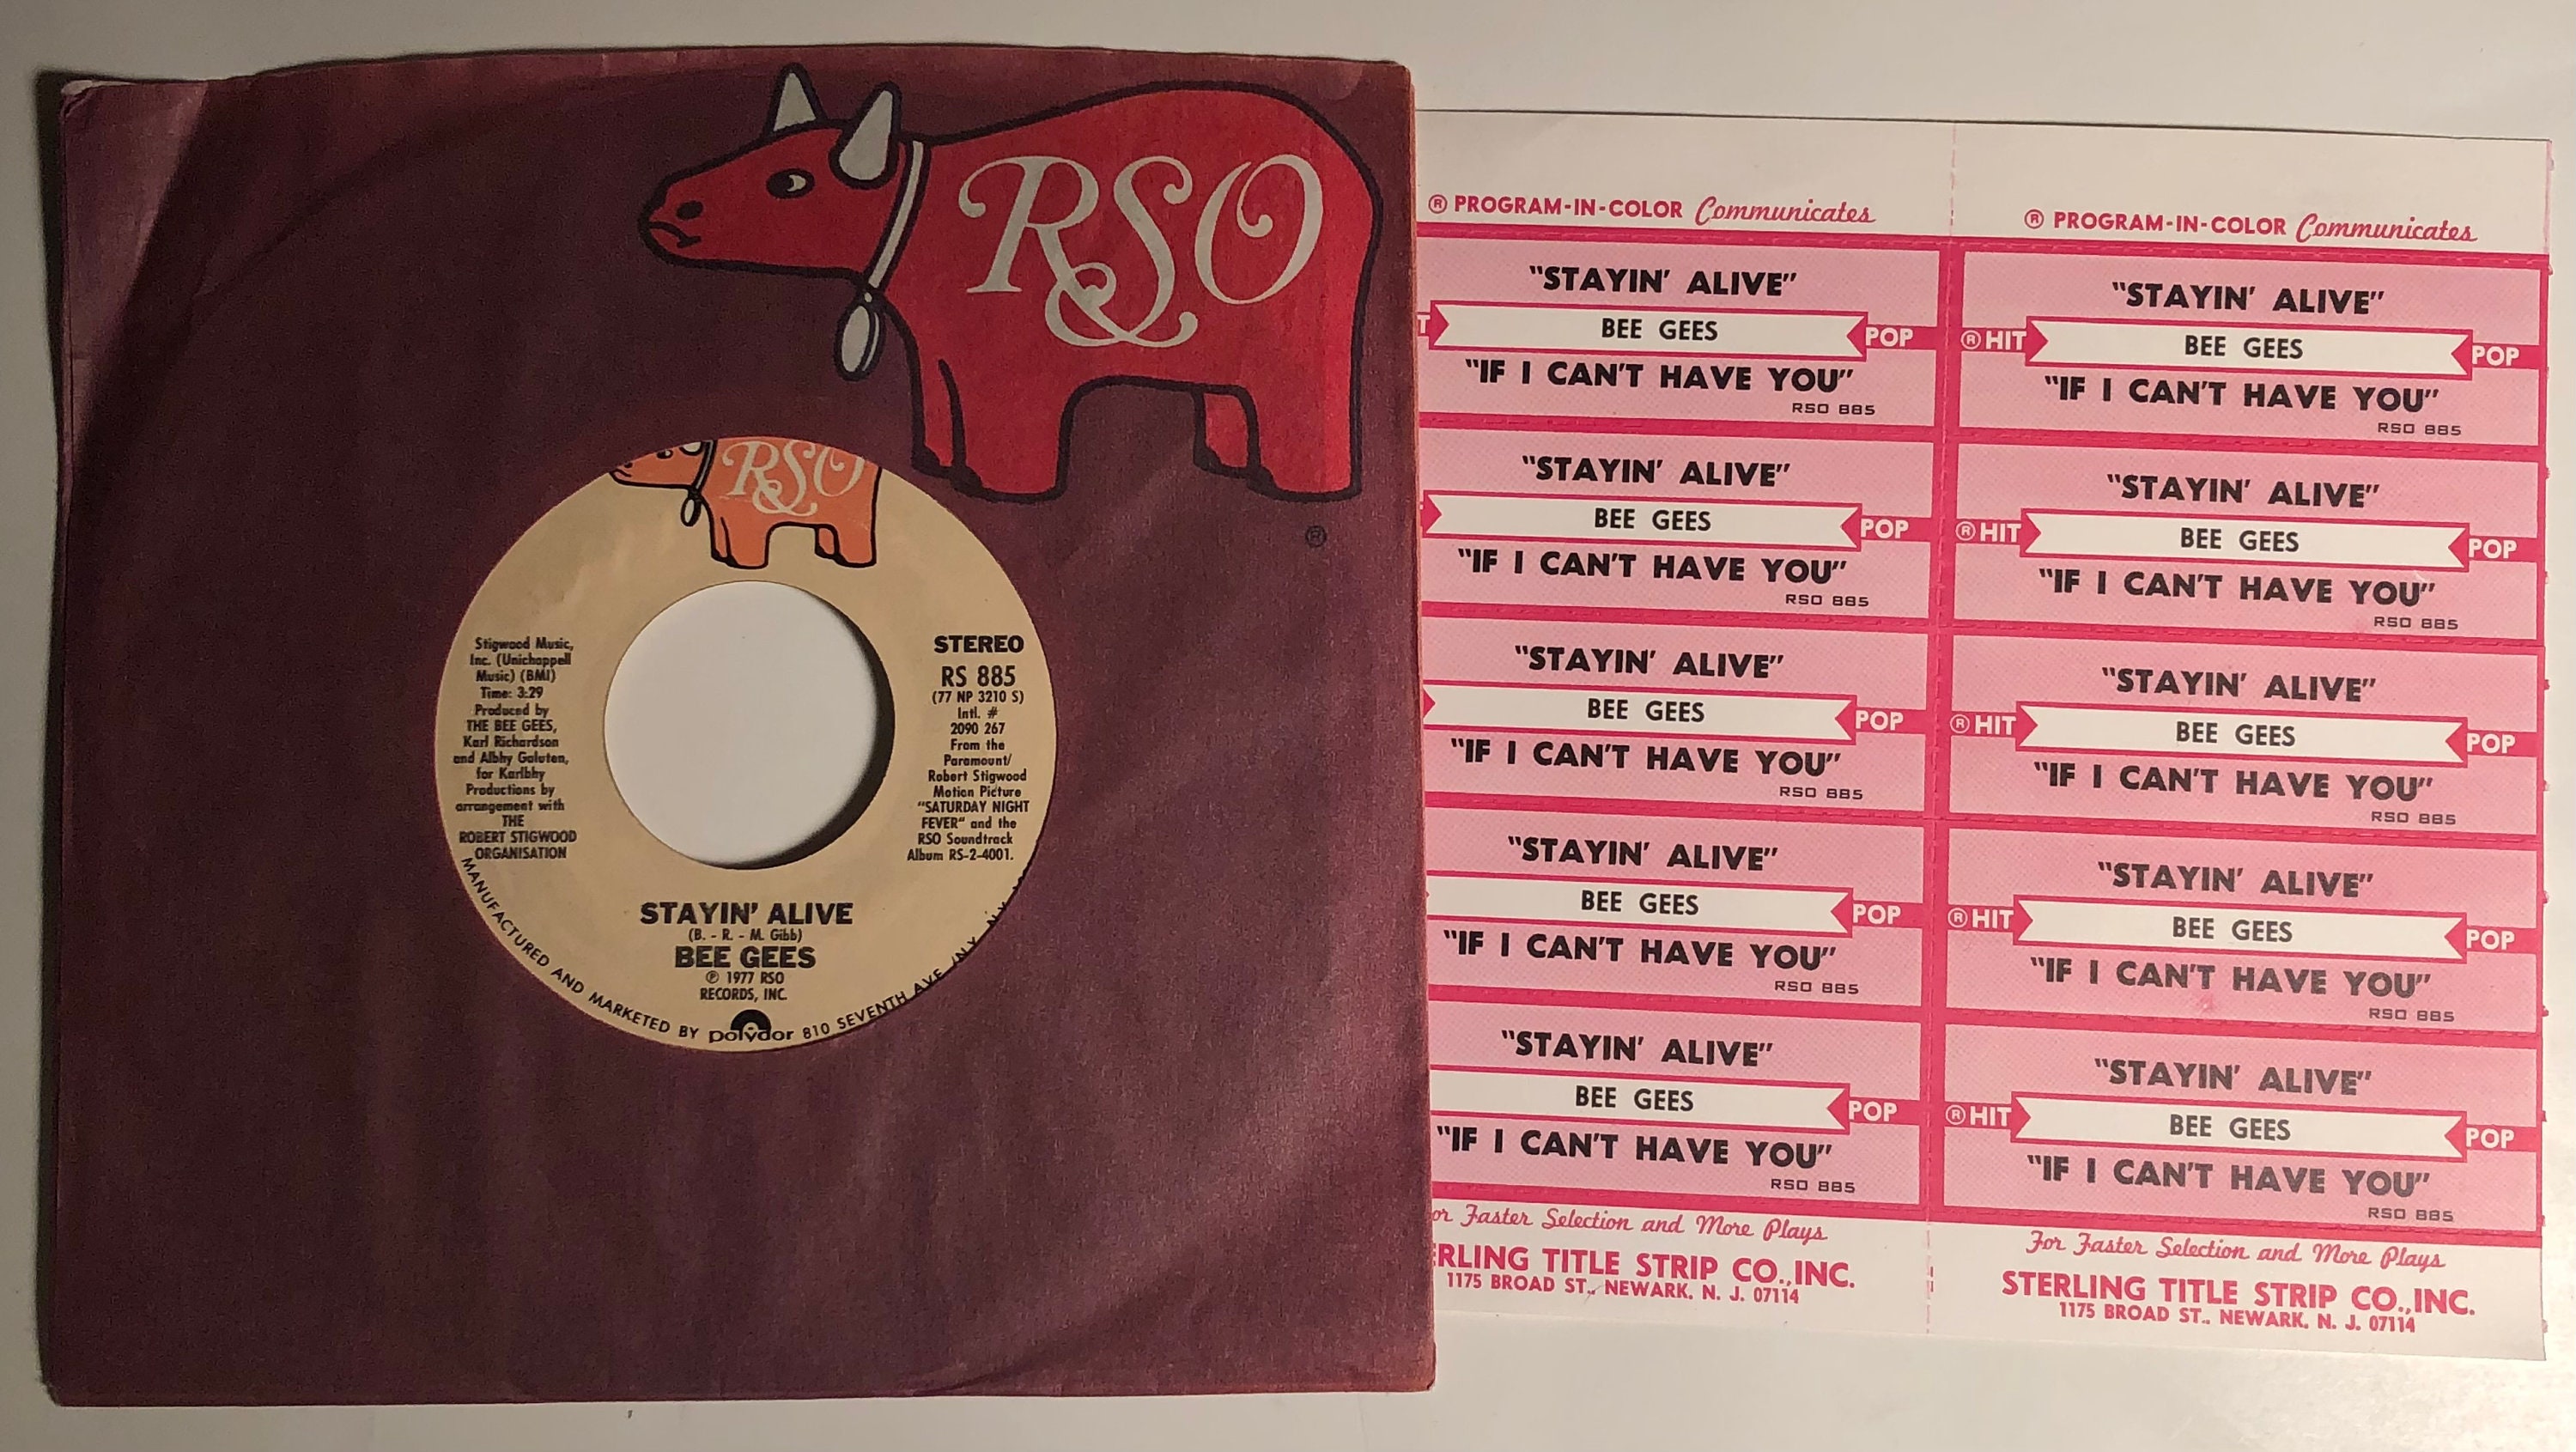 RSO
®
RSO
Stigwood Music,
Inc. (Unichappell
Music) (BMI)
Time: 3:29
Produced by
THE BEE GEES,
Karl Richardson
and Albhy Galuten,
for Karlbhy
Productions by
arrangement with
THE
ROBERT STIGWOOD
ORGANISATION
STEREO
RS 885
(77 NP 3210 S)
Intl. #
2090 267
From the
Paramount/
Robert Stigwood
Motion Picture
"SATURDAY NIGHT
FEVER" and the
RSO Soundtrack
Album RS-2-4001.
STAYIN' ALIVE
(B. - R. - M. Gibb)
BEE GEES
℗ 1977 RSO
RECORDS, INC.
MANUFACTURED AND MARKETED BY polydor 810 SEVENTH AVE. N.Y. N.Y.
® PROGRAM-IN-COLOR Communicates
"STAYIN' ALIVE"
T BEE GEES POP
"IF I CAN'T HAVE YOU"
RSO 885
"STAYIN' ALIVE"
BEE GEES POP
"IF I CAN'T HAVE YOU"
RSO 885
"STAYIN' ALIVE"
BEE GEES POP
"IF I CAN'T HAVE YOU"
RSO 885
"STAYIN' ALIVE"
BEE GEES POP
"IF I CAN'T HAVE YOU"
RSO 885
"STAYIN' ALIVE"
BEE GEES POP
"IF I CAN'T HAVE YOU"
RSO 885
or Faster Selection and More Plays
ERLING TITLE STRIP CO., INC.
1175 BROAD ST., NEWARK, N. J. 07114
® PROGRAM-IN-COLOR Communicates
"STAYIN' ALIVE"
® HIT BEE GEES POP
"IF I CAN'T HAVE YOU"
RSO 885
"STAYIN' ALIVE"
® HIT BEE GEES POP
"IF I CAN'T HAVE YOU"
RSO 885
"STAYIN' ALIVE"
® HIT BEE GEES POP
"IF I CAN'T HAVE YOU"
RSO 885
"STAYIN' ALIVE"
® HIT BEE GEES POP
"IF I CAN'T HAVE YOU"
RSO 885
"STAYIN' ALIVE"
® HIT BEE GEES POP
"IF I CAN'T HAVE YOU"
RSO 885
For Faster Selection and More Plays
STERLING TITLE STRIP CO., INC.
1175 BROAD ST., NEWARK, N. J. 07114